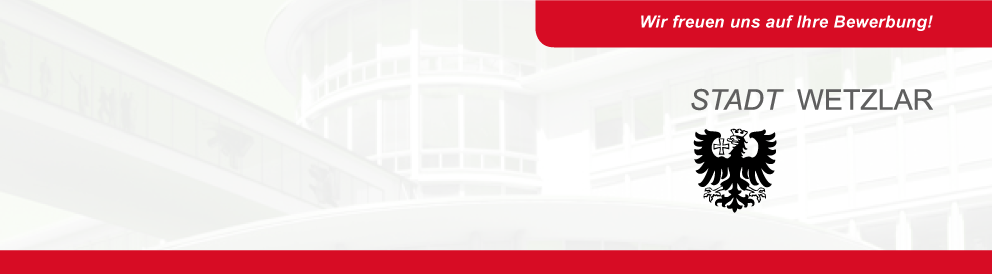 Wir freuen uns auf Ihre Bewerbung!
STADT WETZLAR